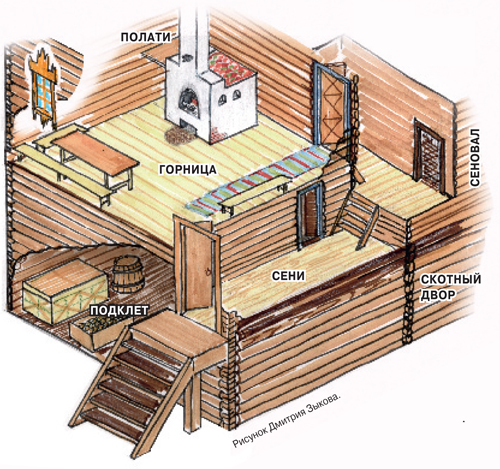 ПОЛАТИ
ГОРНИЦА
СЕНОВАЛ
СЕНИ
СКОТНЫЙ
ДВОР
ПОДКЛЕТ
Рисунок Дмитрия Зыкова.